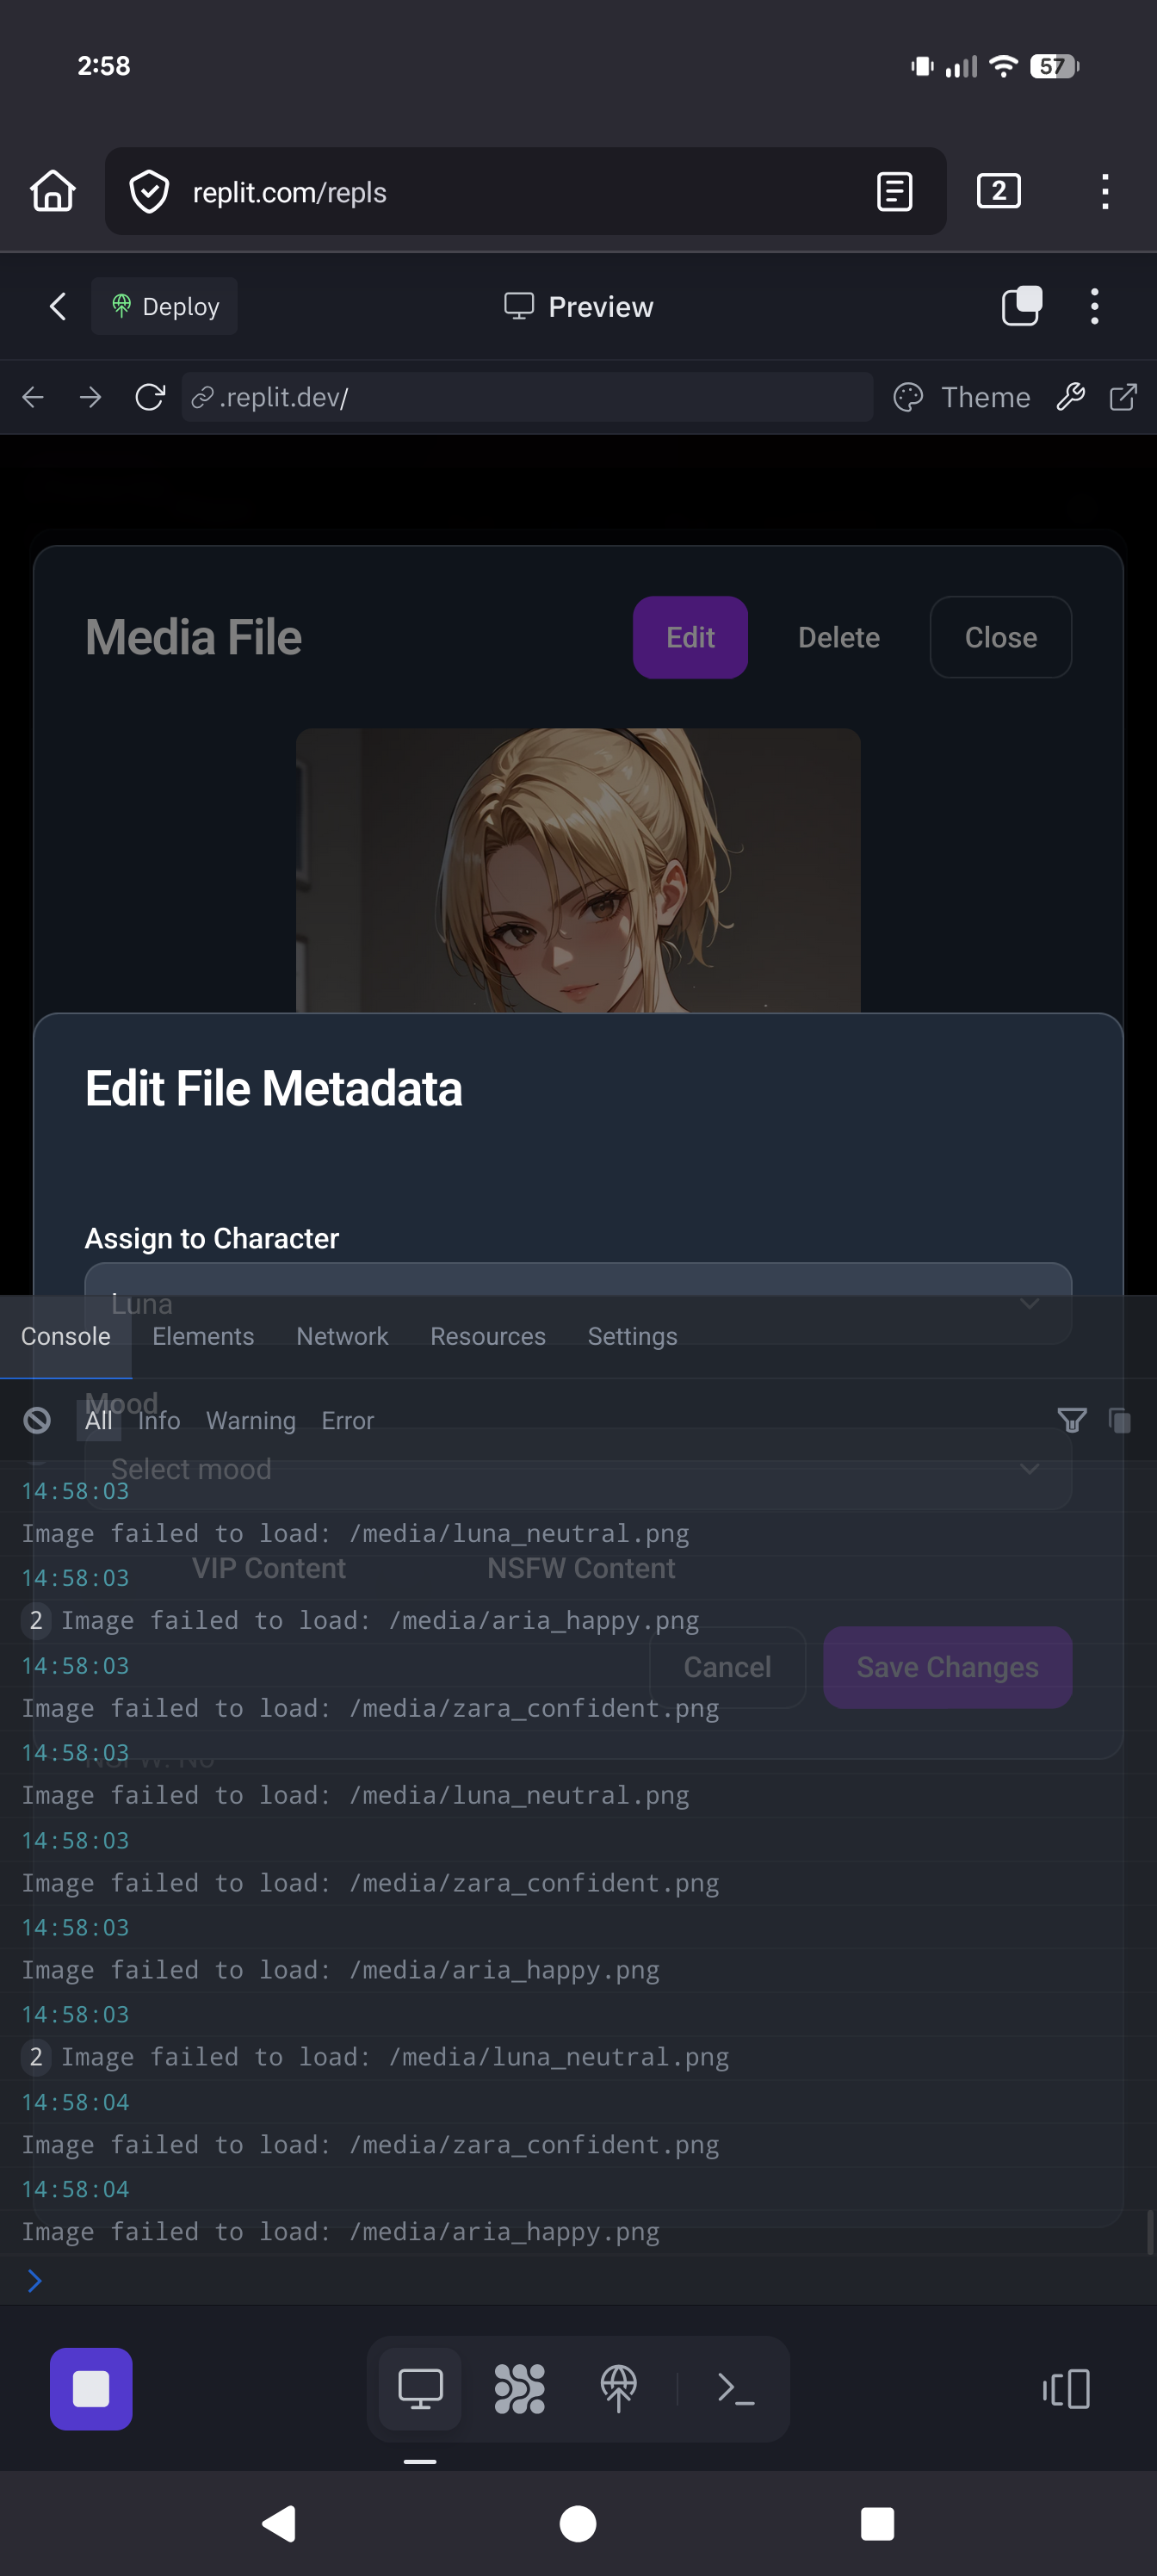 2:58
57
replit.com/repls
2
Deploy
Preview
.replit.dev/
Theme
Media File
Edit
Delete
Close
Edit File Metadata
Assign to Character
Luna
Console
Elements
Network
Resources
Settings
Mood
All
Info
Warning
Error
Select mood
14:58:03
Image failed to load: /media/luna_neutral.png
VIP Content
NSFW Content
14:58:03
2 Image failed to load: /media/aria_happy.png
14:58:03
Cancel
Save Changes
Image failed to load: /media/zara_confident.png
14:58:03
NSFW: No
Image failed to load: /media/luna_neutral.png
14:58:03
Image failed to load: /media/zara_confident.png
14:58:03
Image failed to load: /media/aria_happy.png
14:58:03
2 Image failed to load: /media/luna_neutral.png
14:58:04
Image failed to load: /media/zara_confident.png
14:58:04
Image failed to load: /media/aria_happy.png